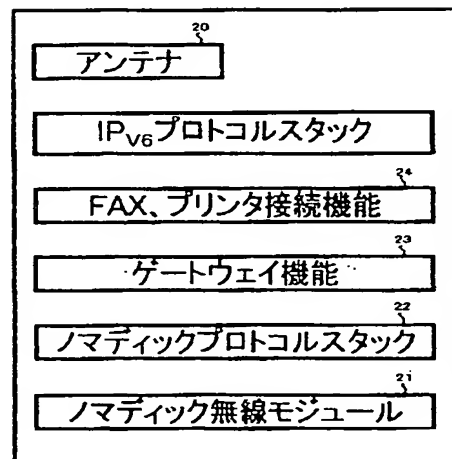 20
アンテナ
IPV6プロトコルスタック
24
FAX、プリンタ接続機能
23
ゲートウェイ機能
22
ノマディックプロトコルスタック
21
ノマディック無線モジュール